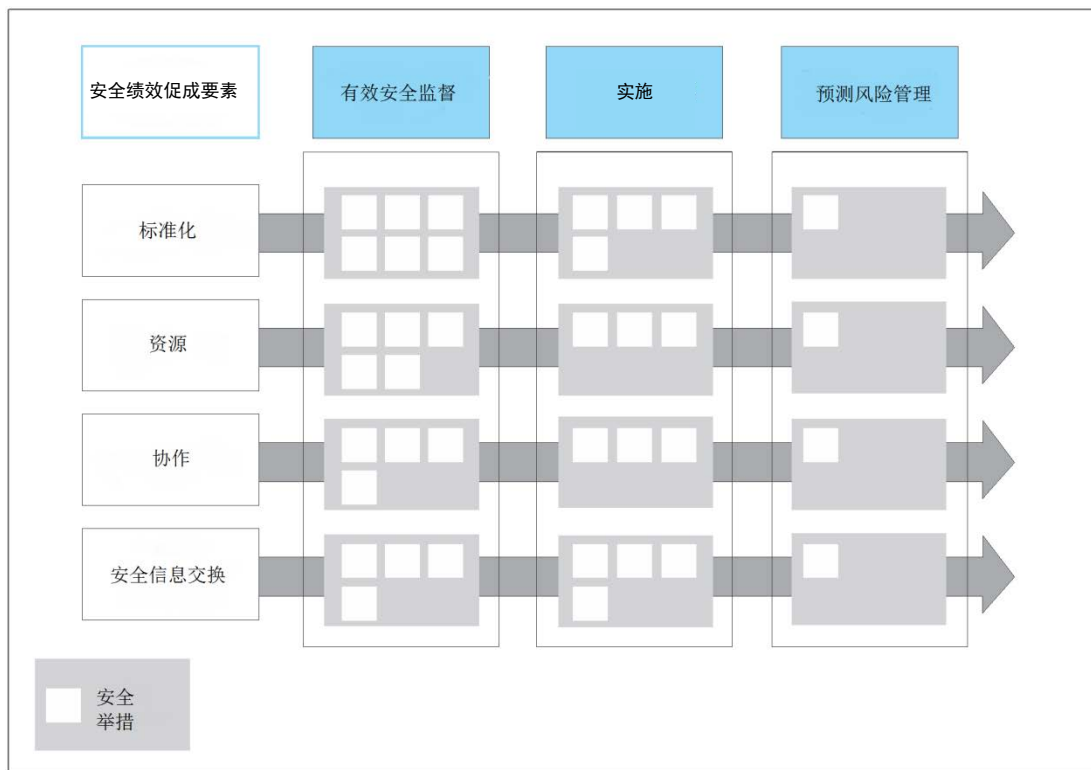 安全绩效促成要素
有效安全监督
实施
预测风险管理
标准化
资源
协作
安全信息交换
安全
举措